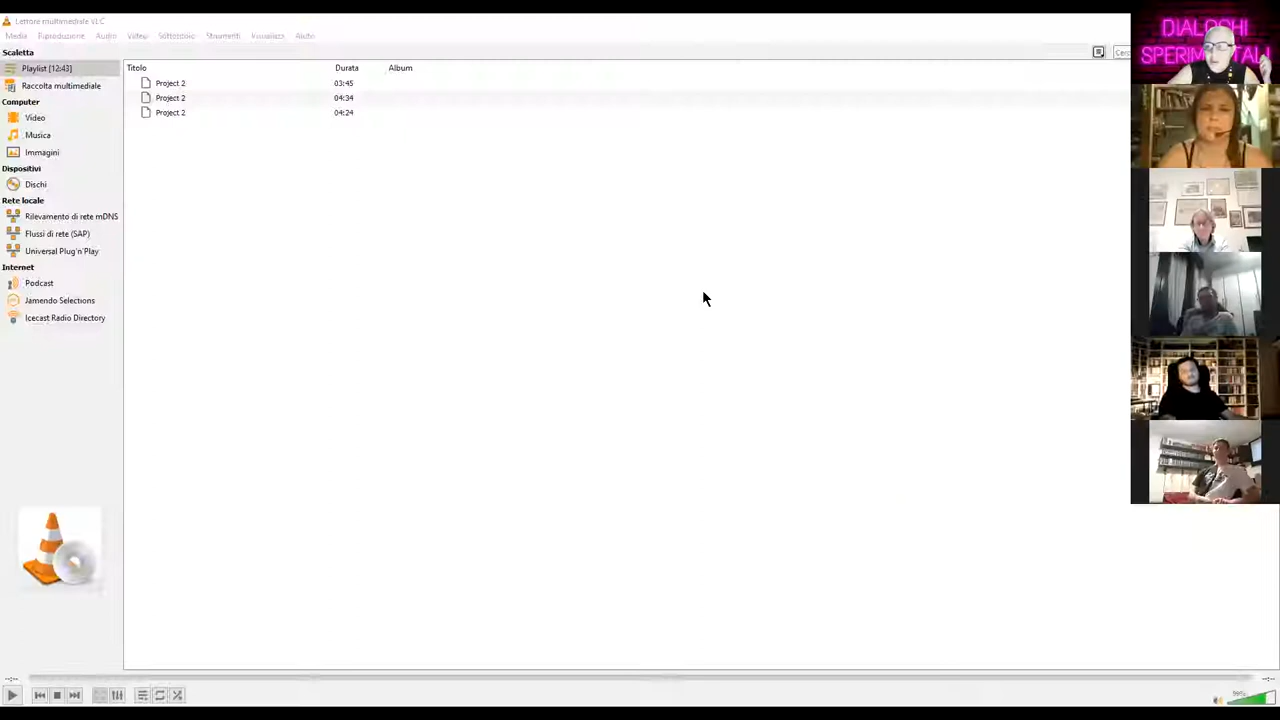 Lettore multimediale VLC
Media Riproduzione Audio Video Sottotitoli Strumenti Visualizza Aiuto
Scaletta
Playlist [12:43]
Raccolta multimediale
Computer
Video
Musica
Immagini
Dispositivi
Dischi
Rete locale
Rilevamento di rete mDNS
Flussi di rete (SAP)
Universal Plug'n'Play
Internet
Podcast
Jamendo Selections
Icecast Radio Directory
Titolo Durata Album
Project 2 03:45
Project 2 04:34
Project 2 04:24
Cerc
DIALOGHI
SPERIMENTALI
--:-- --:--
99%